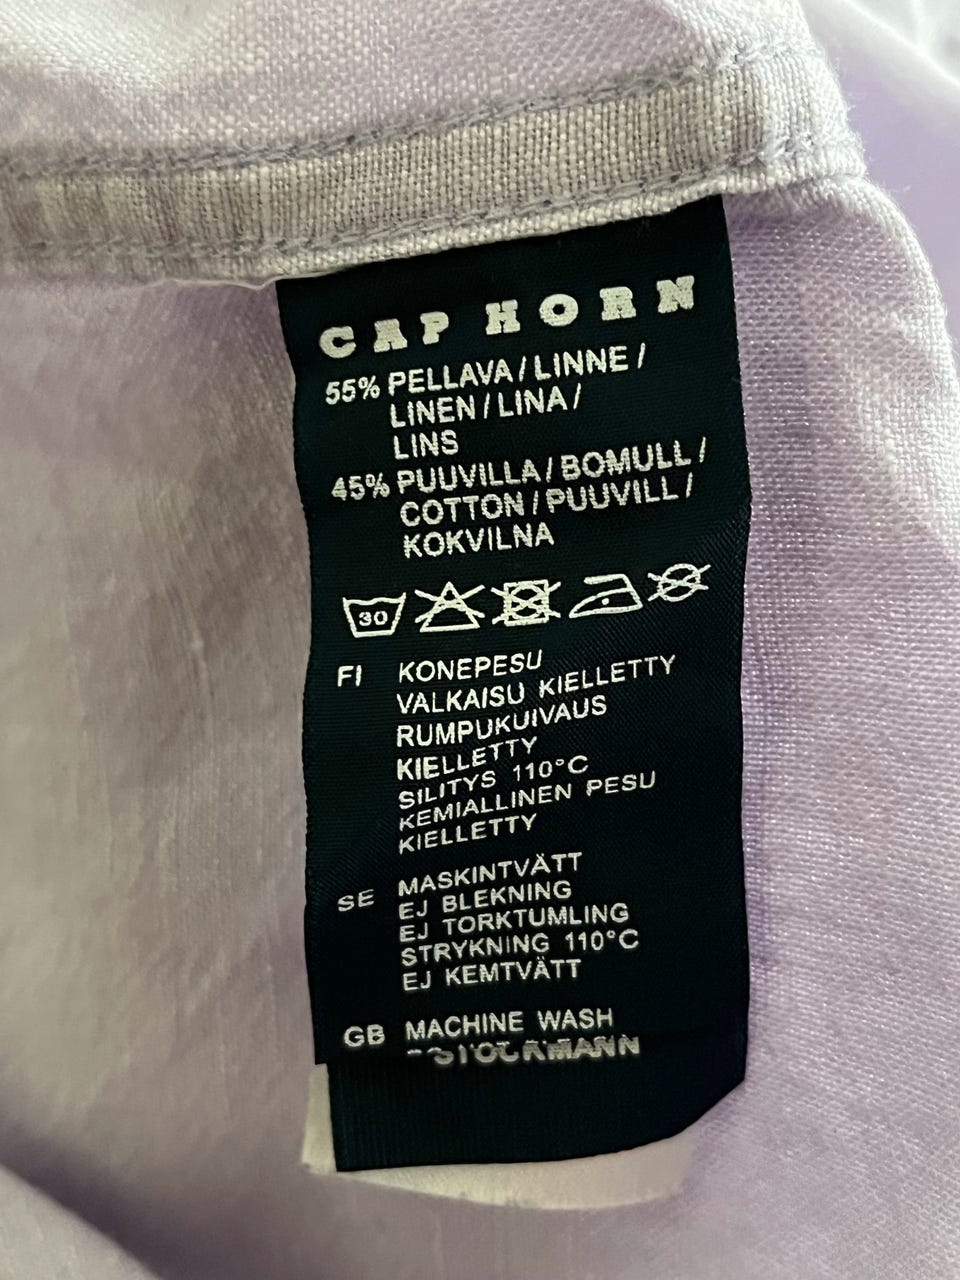 CAP HORN
55% PELLAVA / LINNE /
LINEN / LINA /
LINS
45% PUUVILLA / BOMULL /
COTTON / PUUVILL /
KOKVILNA
30
FI KONEPESU
VALKAISU KIELLETTY
RUMPUKUIVAUS
KIELLETTY
SILITYS 110°C
KEMIALLINEN PESU
KIELLETTY
SE MASKINTVÄTT
EJ BLEKNING
EJ TORKTUMLING
STRYKNING 110°C
EJ KEMTVÄTT
GB MACHINE WASH
STOCKMANN